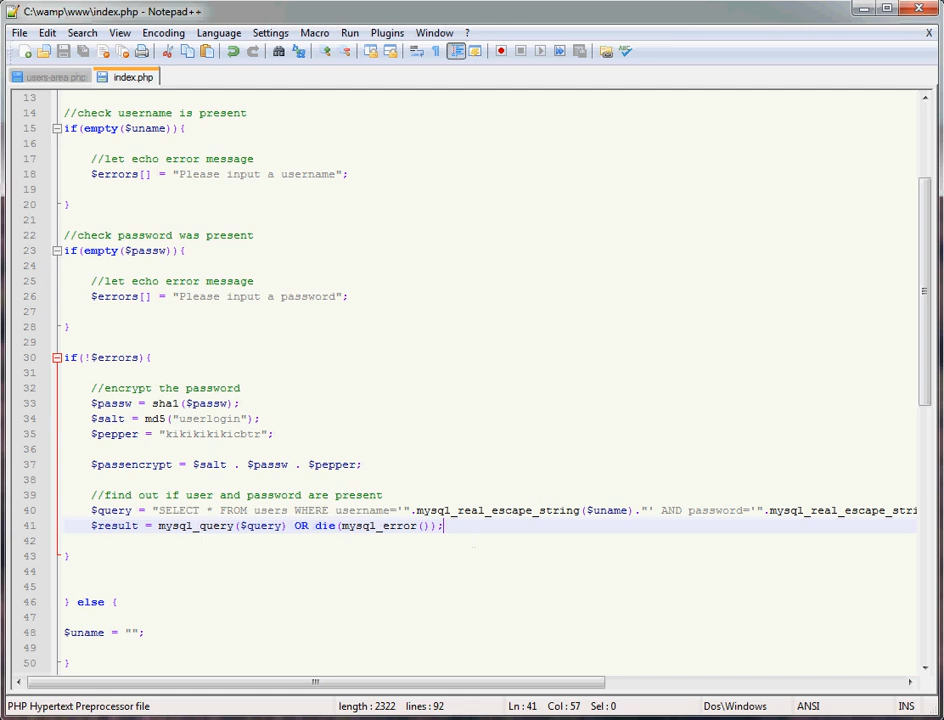 C:\wamp\www\index.php - Notepad++
File Edit Search View Encoding Language Settings Macro Run Plugins Window ? X
users-area.php index.php
13
14 //check username is present
15 if(empty($uname)){
16
17 //let echo error message
18 $errors[] = "Please input a username";
19
20 }
21
22 //check password was present
23 if(empty($passw)){
24
25 //let echo error message
26 $errors[] = "Please input a password";
27
28 }
29
30 if(!$errors){
31
32 //encrypt the password
33 $passw = sha1($passw);
34 $salt = md5("userlogin");
35 $pepper = "kikikikikicbtr";
36
37 $passencrypt = $salt . $passw . $pepper;
38
39 //find out if user and password are present
40 $query = "SELECT * FROM users WHERE username='".mysql_real_escape_string($uname)."' AND password='".mysql_real_escape_stri
41 $result = mysql_query($query) OR die(mysql_error());
42
43 }
44
45
46 } else {
47
48 $uname = "";
49
50 }
PHP Hypertext Preprocessor file length : 2322 lines : 92 Ln : 41 Col : 57 Sel : 0 Dos\Windows ANSI INS